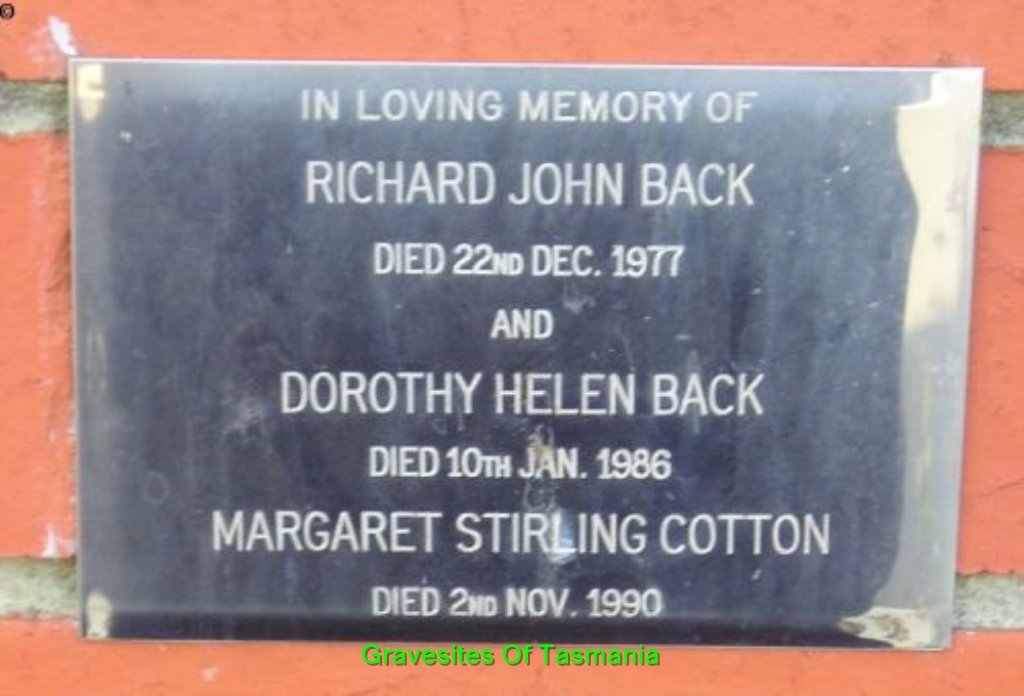 ©
IN LOVING MEMORY OF
RICHARD JOHN BACK
DIED 22ND DEC. 1977
AND
DOROTHY HELEN BACK
DIED 10TH JAN. 1986
MARGARET STIRLING COTTON
DIED 2ND NOV. 1990
Gravesites Of Tasmania